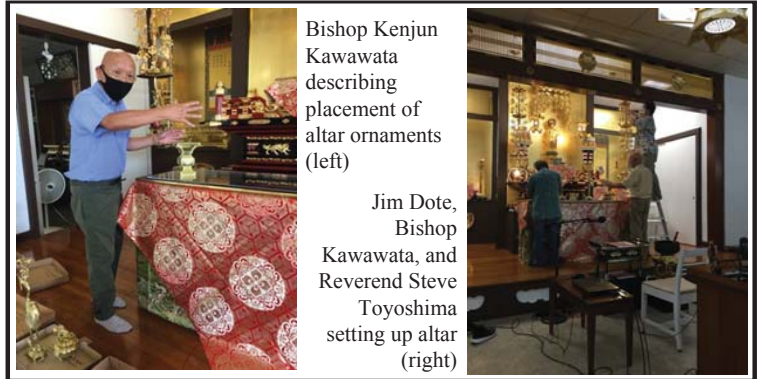 Bishop Kenjun
Kawawata
describing
placement of
altar ornaments
(left)
Jim Dote,
Bishop
Kawawata, and
Reverend Steve
Toyoshima
setting up altar
(right)